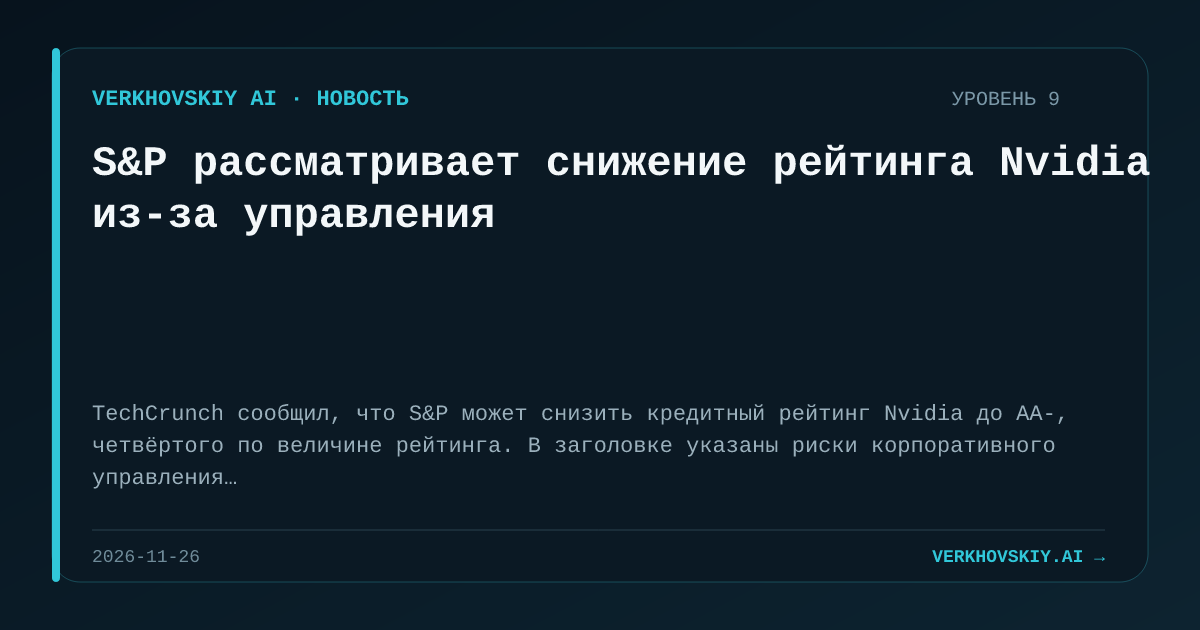 VERKHOVSKIY AI · НОВОСТЬ
УРОВЕНЬ 9
S&P рассматривает снижение рейтинга Nvidia
из-за управления
TechCrunch сообщил, что S&P может снизить кредитный рейтинг Nvidia до AA-,
четвёртого по величине рейтинга. В заголовке указаны риски корпоративного
управления…
2026-11-26
VERKHOVSKIY.AI →